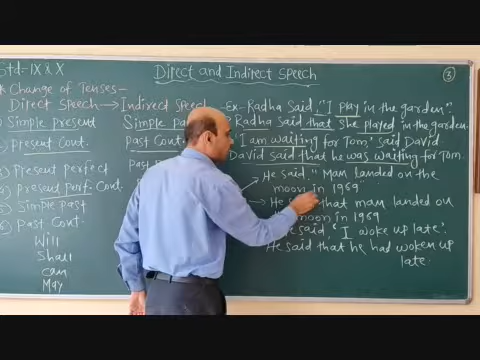 Std-IX & X
Direct and Indirect Speech
3
Change of Tenses-
Direct Speech → Indirect Speech
Ex-Radha Said, "I play in the garden".
Simple present
Simple pa
Radha Said that She played in the garden.
Present Cont.
Past Cont
I am waiting for Tom, said David
David said that he was waiting for Tom.
Present perfect
Present perf. Cont.
Simple past
Past Cont.
Will
Shall
can
May
He said, "Man landed on the
moon in 1969"
He that man landed on
moon in 1969
said, 'I woke up late'.
He said that he had woken up
late.